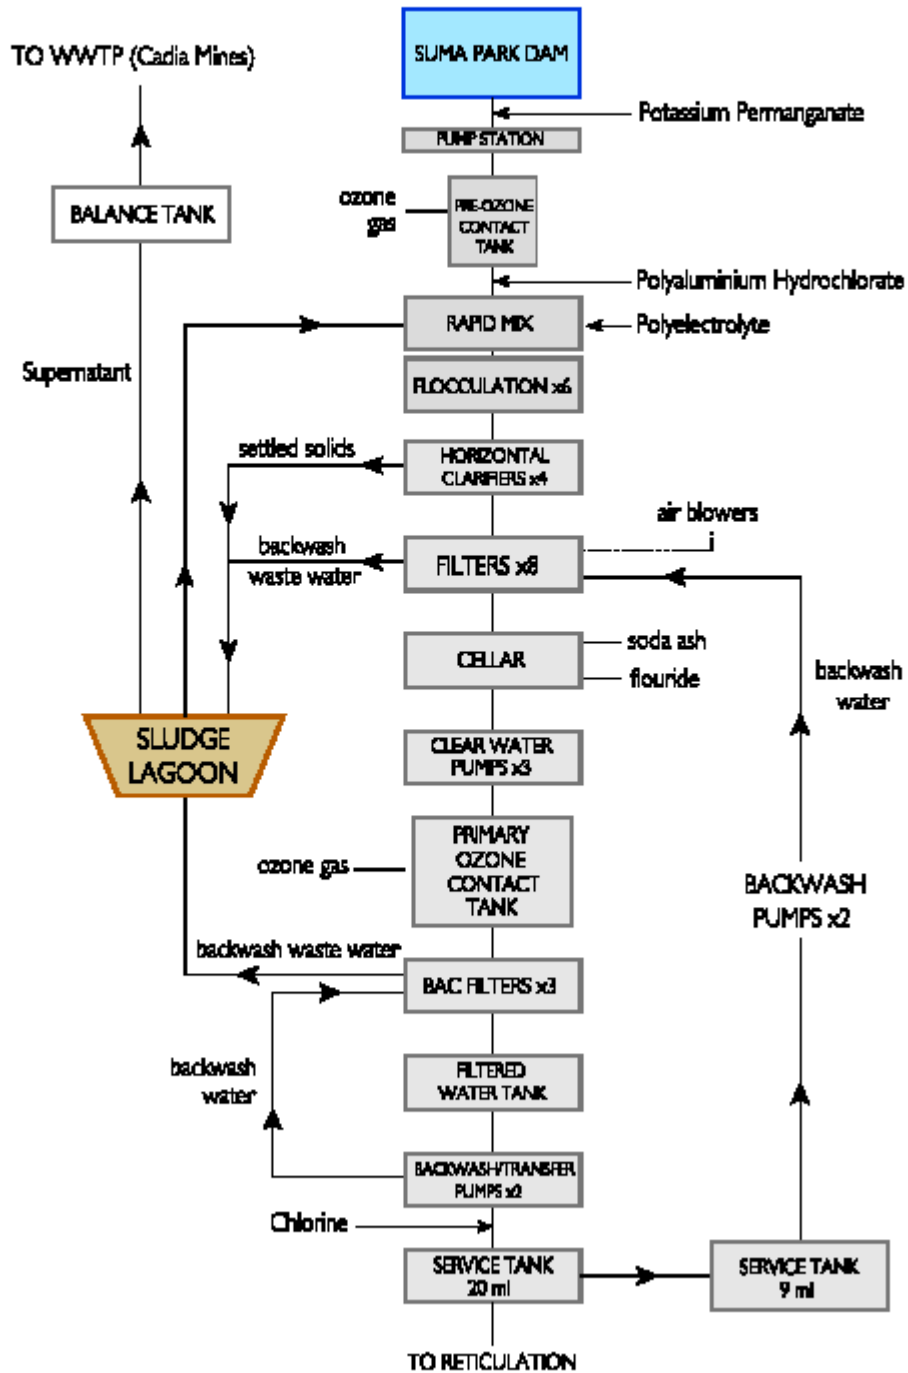 TO WWTP (Cadia Mines)
SUMA PARK DAM
Potassium Permanganate
PUMP STATION
BALANCE TANK
ozone
gas
PRE-OZONE
CONTACT
TANK
Polyaluminium Hydrochlorate
RAPID MIX
Polyelectrolyte
Supernatant
FLOCCULATION x6
settled solids
HORIZONTAL
CLARIFIERS x4
air blowers
backwash
waste water
FILTERS x8
CELLAR
soda ash
flouride
backwash
water
SLUDGE
LAGOON
CLEAR WATER
PUMPS x3
ozone gas
PRIMARY
OZONE
CONTACT
TANK
BACKWASH
PUMPS x2
backwash waste water
BAC FILTERS x3
backwash
water
FILTERED
WATER TANK
BACKWASH/TRANSFER
PUMPS x2
Chlorine
SERVICE TANK
20 ml
SERVICE TANK
9 ml
TO RETICULATION